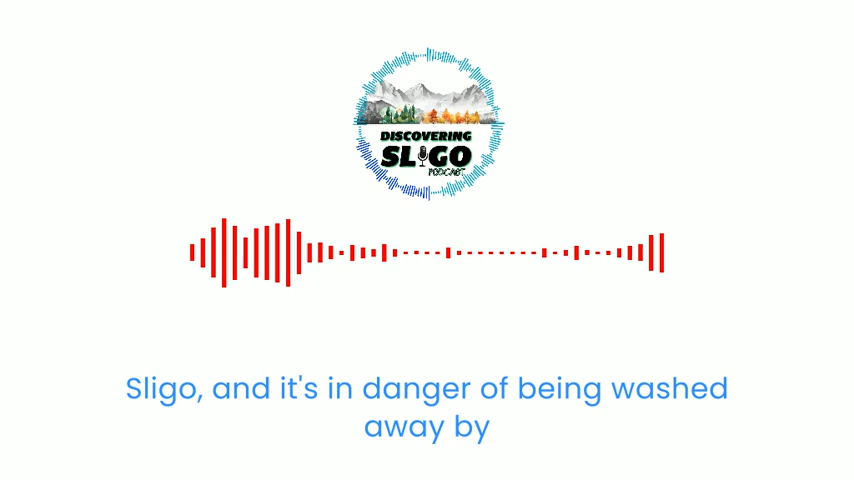 DISCOVERING
SLIGO
PODCAST
Sligo, and it's in danger of being washed
away by